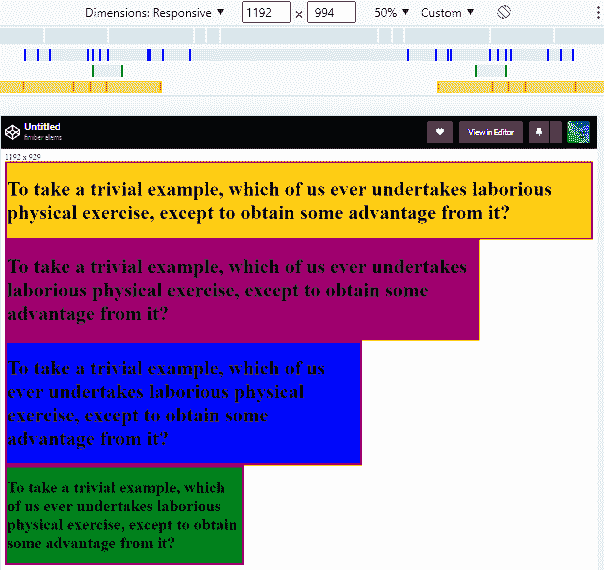 Dimensions: Responsive ▼ 1192 x 994 50% ▼ Custom ▼
Untitled
View in Editor
1192 x 929
To take a trivial example, which of us ever undertakes laborious
physical exercise, except to obtain some advantage from it?
To take a trivial example, which of us ever undertakes
laborious physical exercise, except to obtain some
advantage from it?
To take a trivial example, which of us
ever undertakes laborious physical
exercise, except to obtain some
advantage from it?
To take a trivial example, which
of us ever undertakes laborious
physical exercise, except to obtain
some advantage from it?